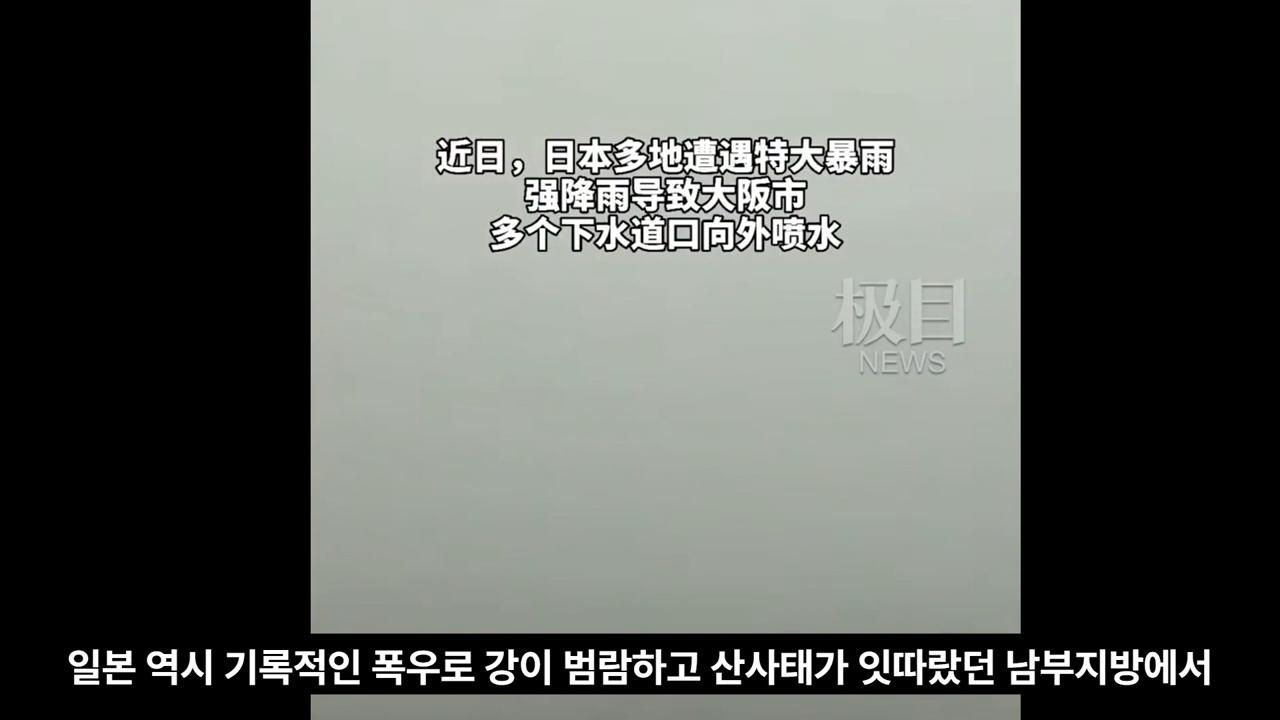 近日，日本多地遭遇特大暴雨
强降雨导致大阪市
多个下水道口向外喷水
极目
NEWS
일본 역시 기록적인 폭우로 강이 범람하고 산사태가 잇따랐던 남부지방에서